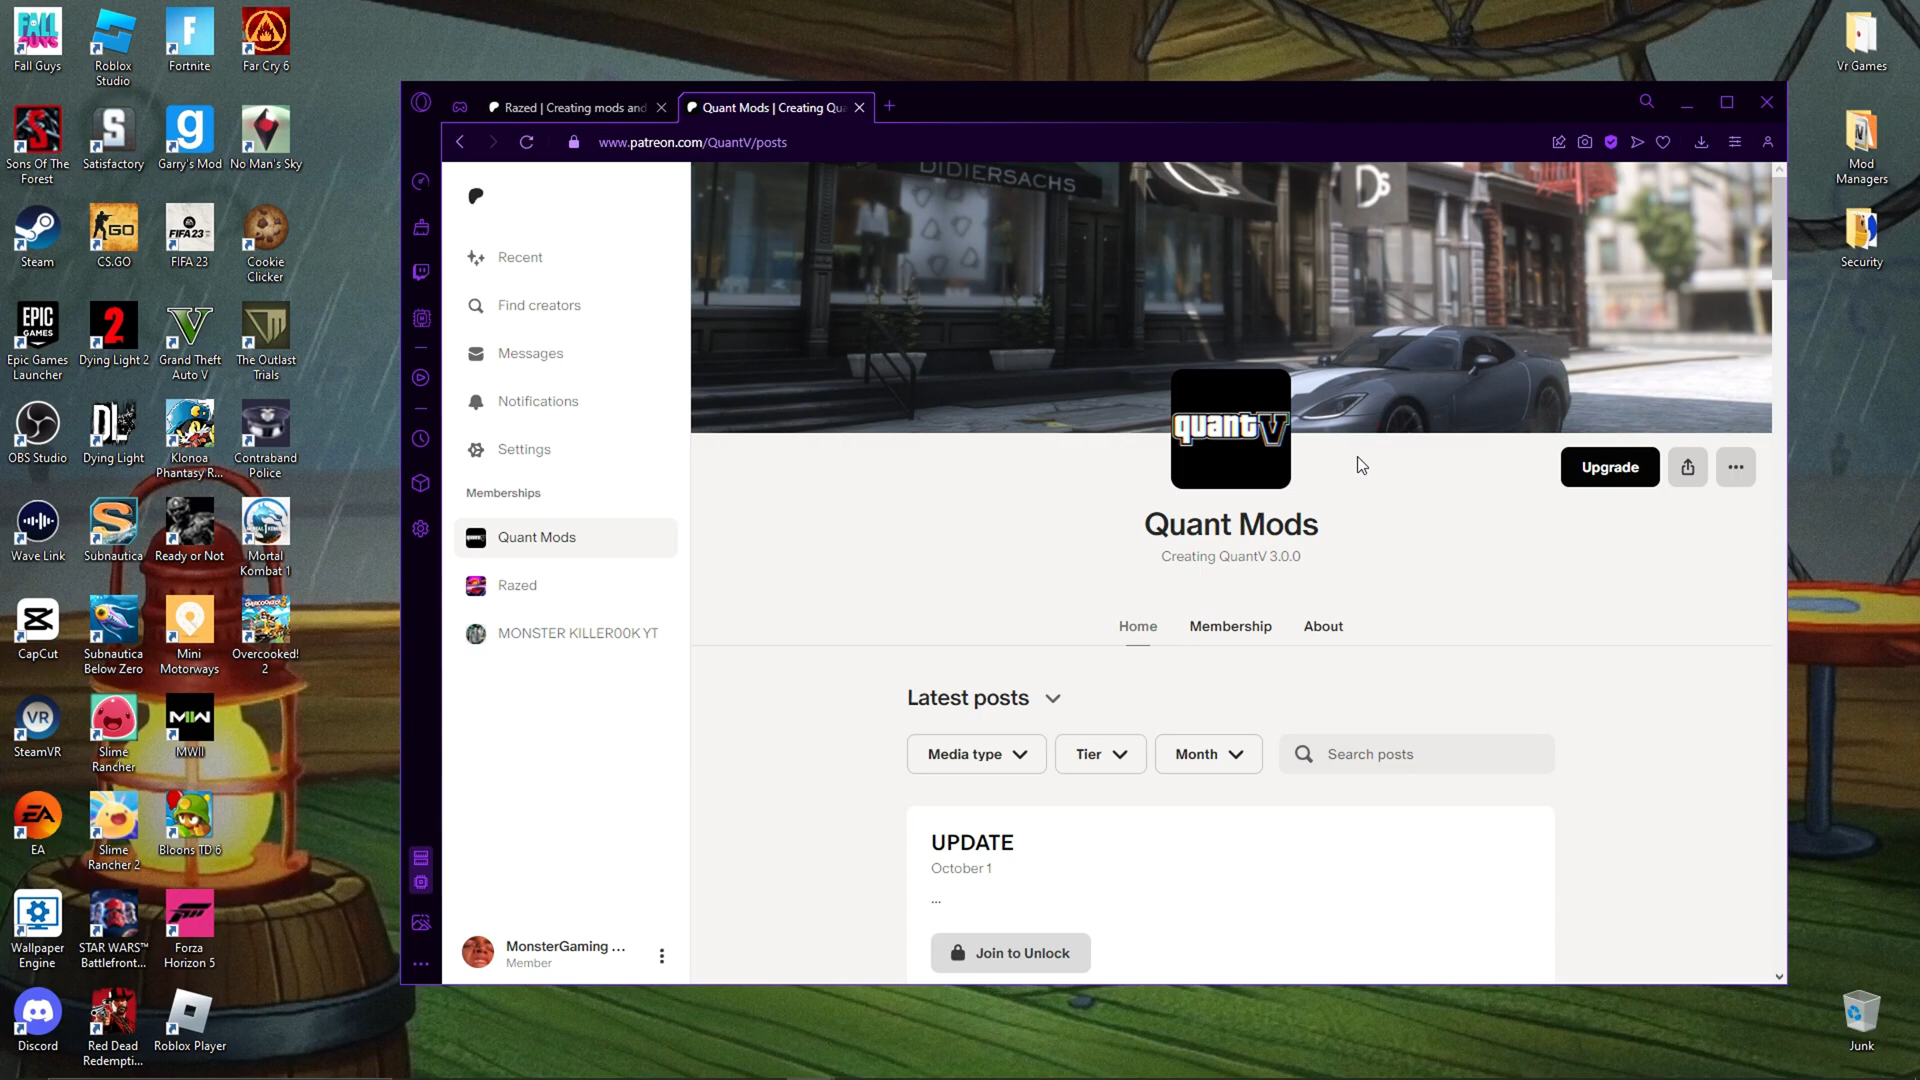 Fall Guys
Roblox
Studio
Fortnite
Far Cry 6
Sons Of The
Forest
Satisfactory
Garry's Mod
No Man's Sky
Steam
CS.GO
FIFA 23
Cookie
Clicker
Epic Games
Launcher
Dying Light 2
Grand Theft
Auto V
The Outlast
Trials
OBS Studio
Dying Light
Klonoa
Phantasy R...
Contraband
Police
Wave Link
Subnautica
Ready or Not
Mortal
Kombat 1
CapCut
Subnautica
Below Zero
Mini
Motorways
Overcooked!
2
SteamVR
Slime
Rancher
MWII
EA
Slime
Rancher 2
Bloons TD 6
Wallpaper
Engine
STAR WARS™
Battlefront...
Forza
Horizon 5
Discord
Red Dead
Redempti...
Roblox Player
Razed | Creating mods and
Quant Mods | Creating Qua
www.patreon.com/QuantV/posts
Recent
Find creators
Messages
Notifications
Settings
Memberships
Quant Mods
Razed
MONSTER KILLER00K YT
MonsterGaming ...
Member
DIDIERSACHS
Ds
quantV
Upgrade
Quant Mods
Creating QuantV 3.0.0
Home
Membership
About
Latest posts
Media type
Tier
Month
Search posts
UPDATE
October 1
...
Join to Unlock
Vr Games
Mod
Managers
Security
Junk